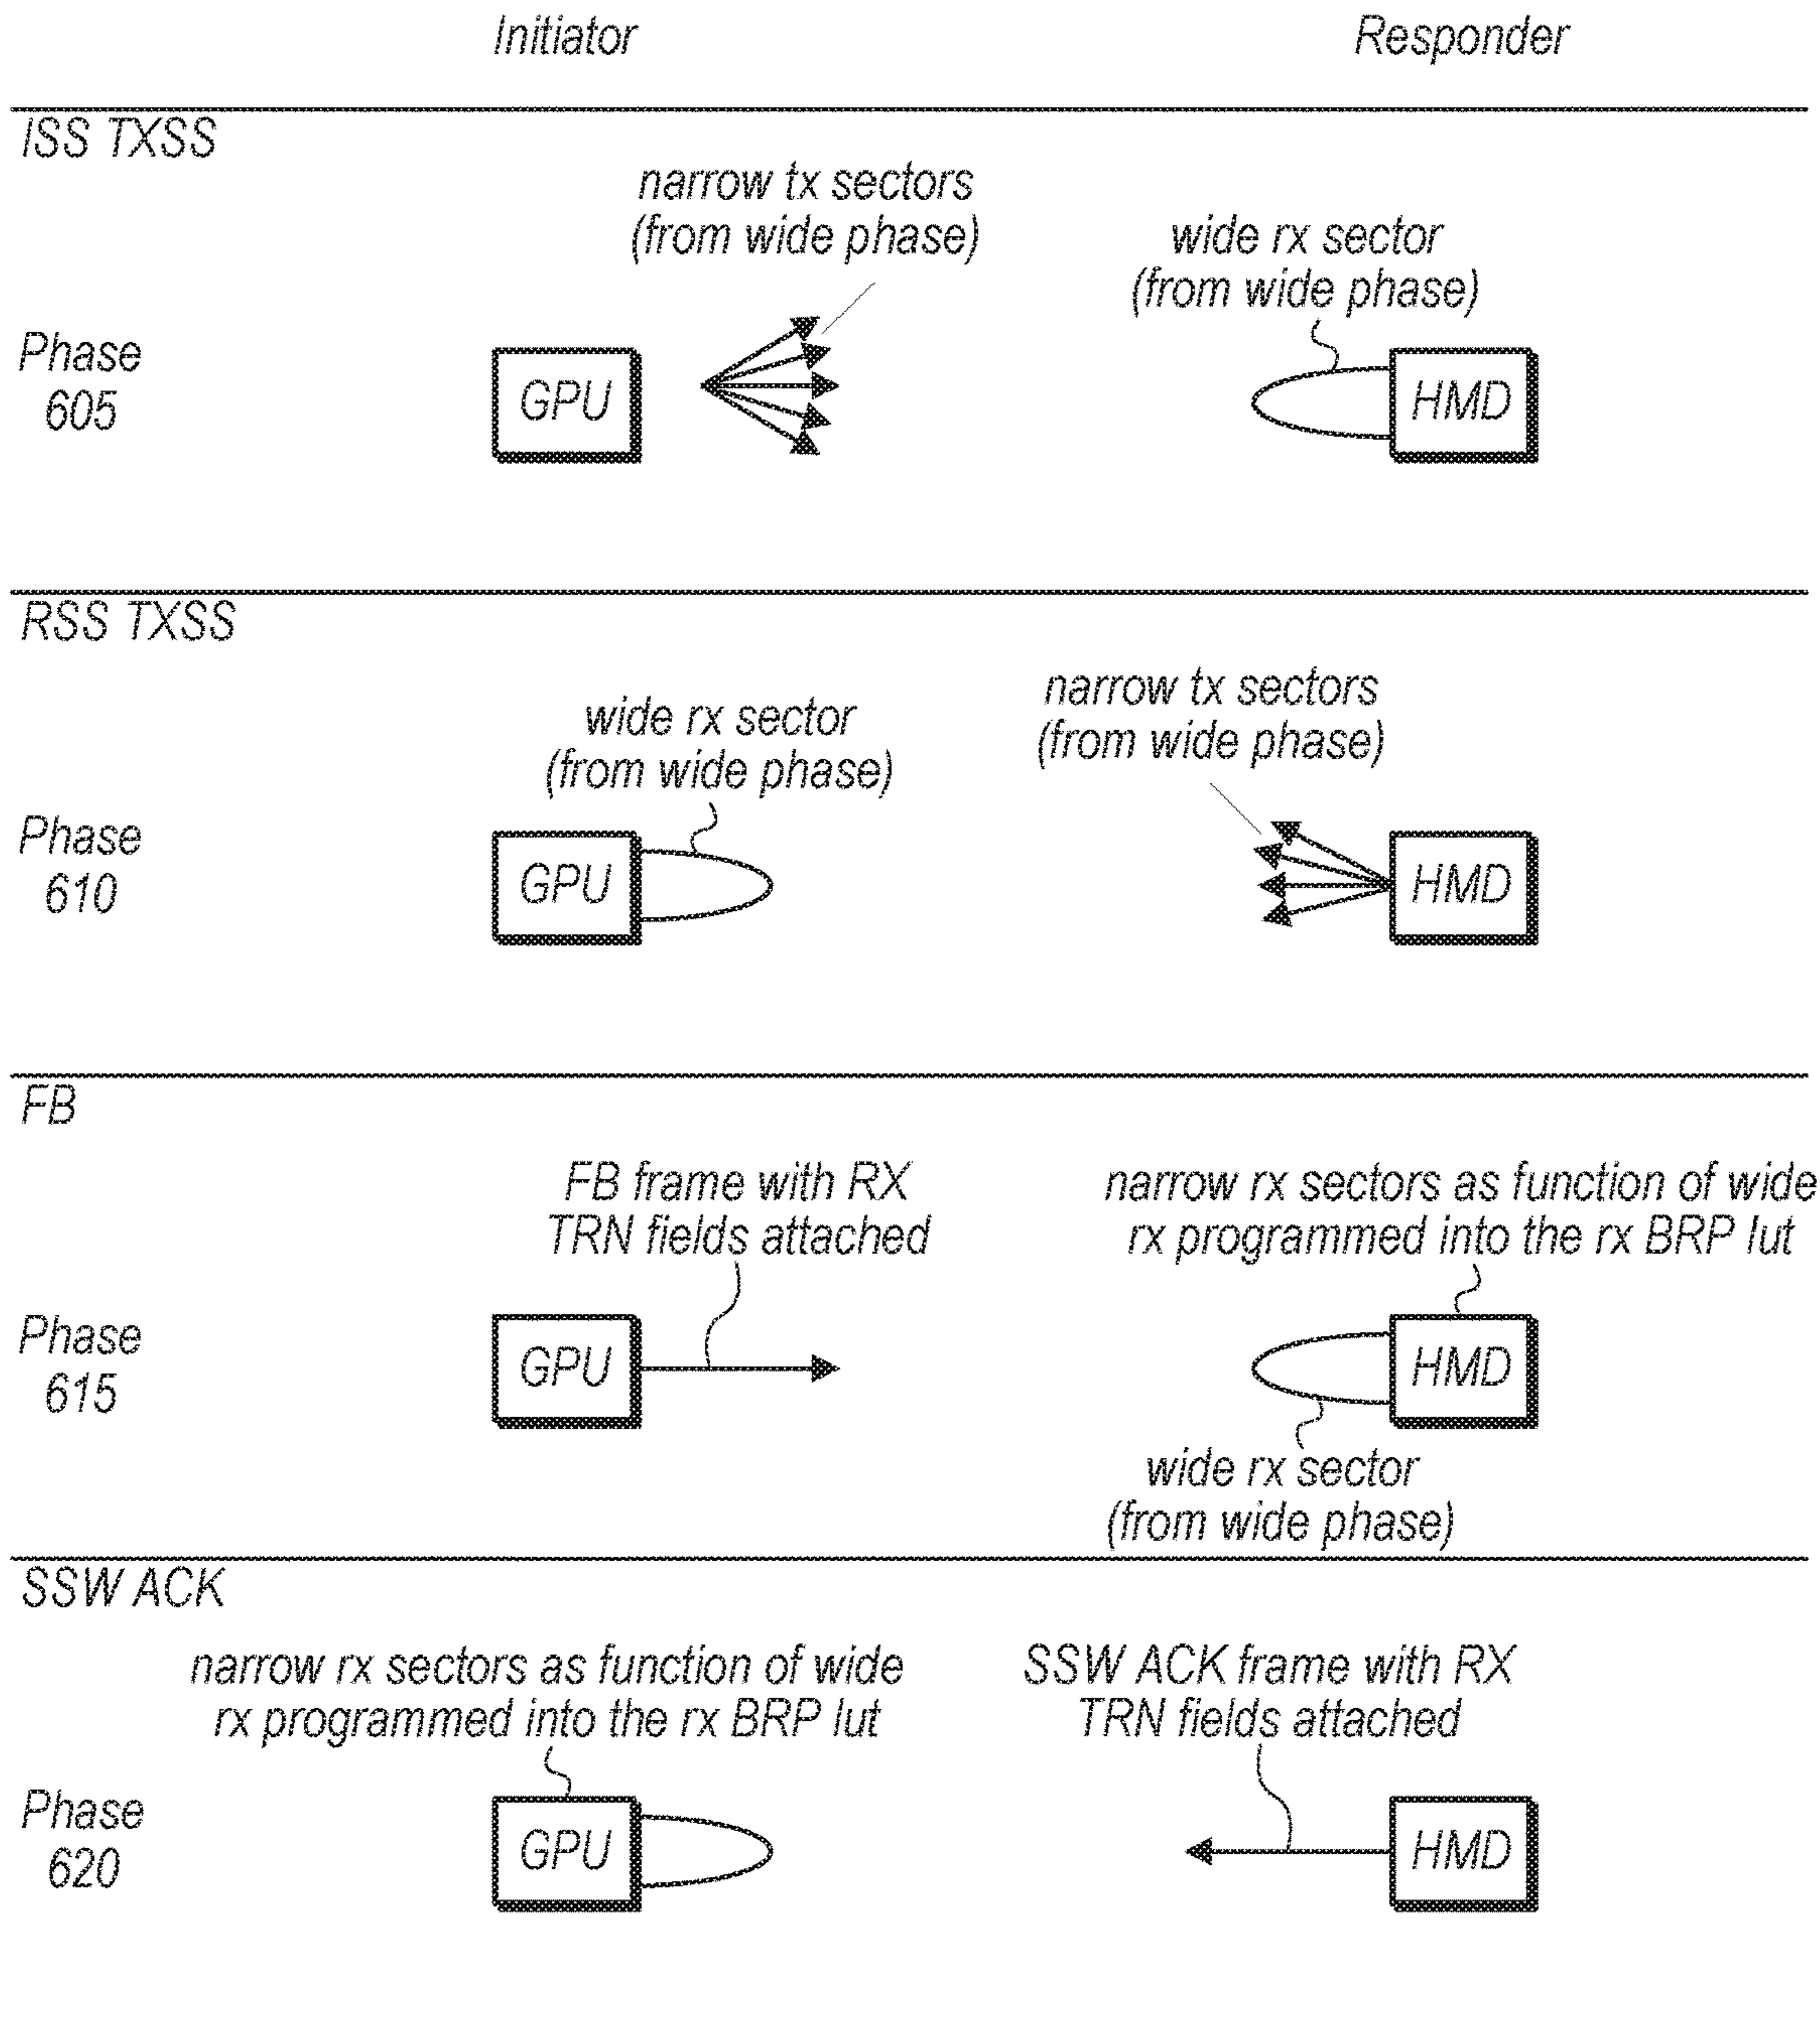 Initiator
Responder
ISS TXSS
narrow tx sectors
(from wide phase)
wide rx sector
(from wide phase)
Phase
605
GPU
HMD
RSS TXSS
wide rx sector
(from wide phase)
narrow tx sectors
(from wide phase)
Phase
610
GPU
HMD
FB
FB frame with RX
TRN fields attached
narrow rx sectors as function of wide
rx programmed into the rx BRP lut
Phase
615
GPU
HMD
wide rx sector
(from wide phase)
SSW ACK
narrow rx sectors as function of wide
rx programmed into the rx BRP lut
SSW ACK frame with RX
TRN fields attached
Phase
620
GPU
HMD